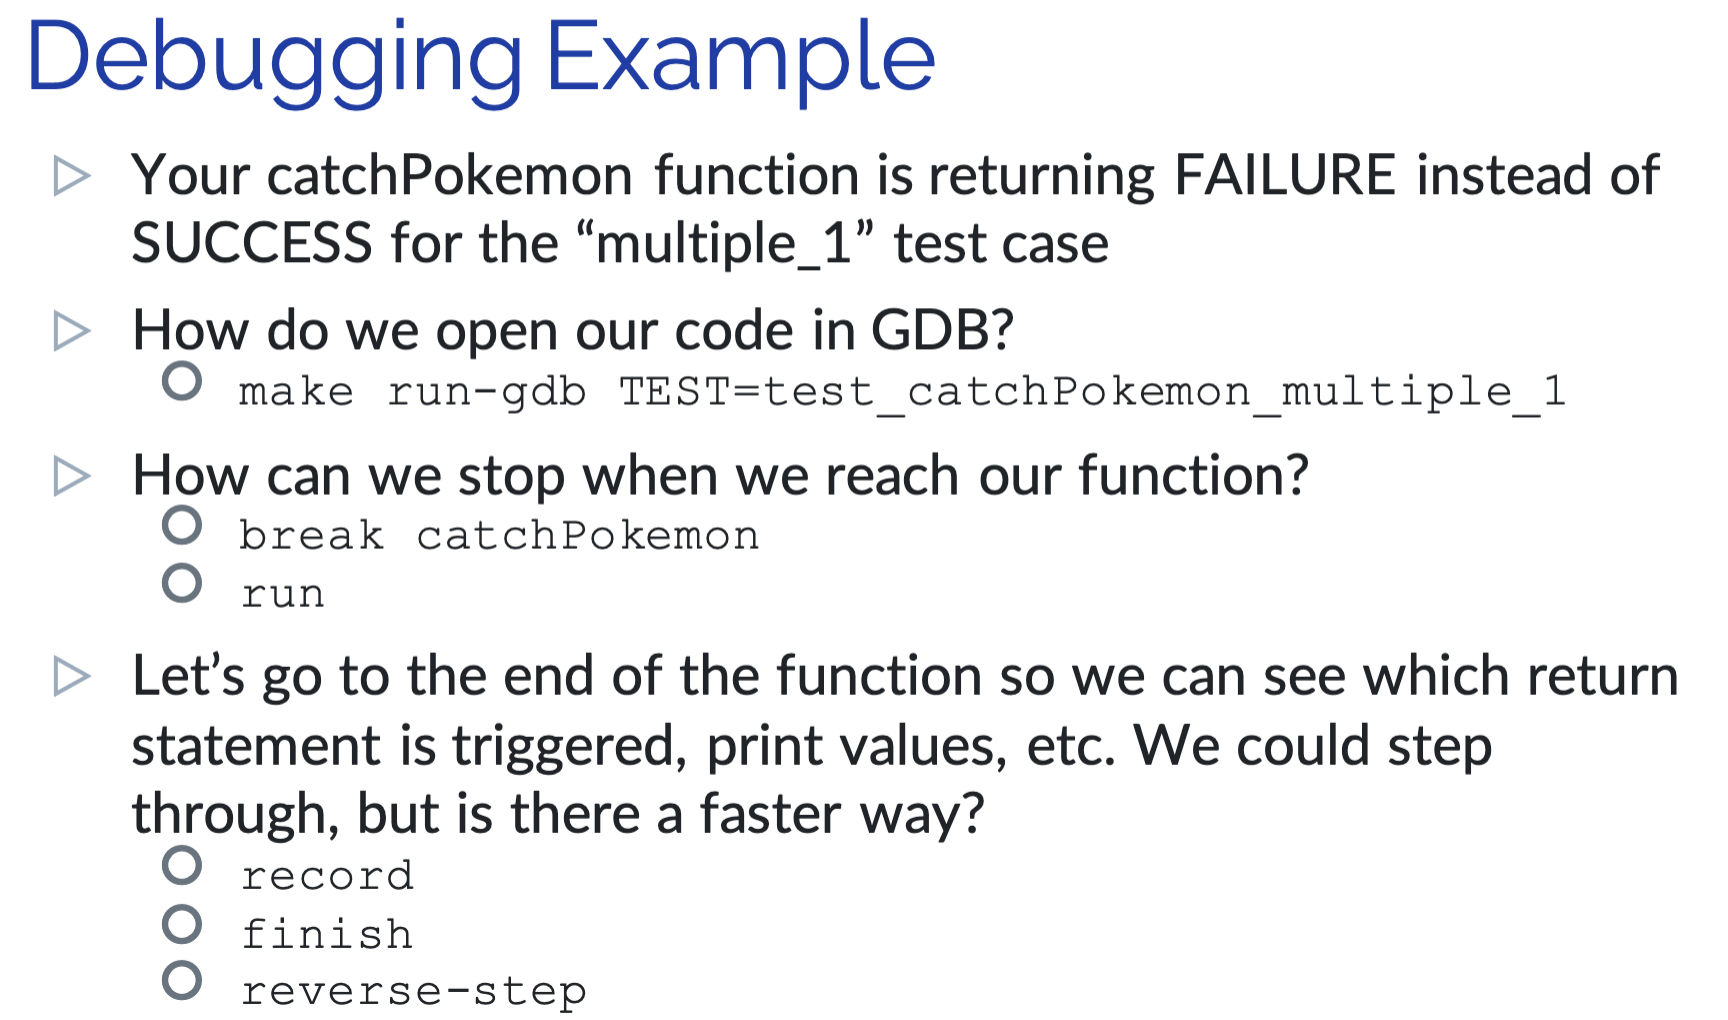 Debugging Example
Your catchPokemon function is returning FAILURE instead of
SUCCESS for the “multiple_1” test case
How do we open our code in GDB?
make run-gdb TEST=test_catchPokemon_multiple_1
How can we stop when we reach our function?
break catchPokemon
run
Let’s go to the end of the function so we can see which return
statement is triggered, print values, etc. We could step
through, but is there a faster way?
record
finish
reverse-step